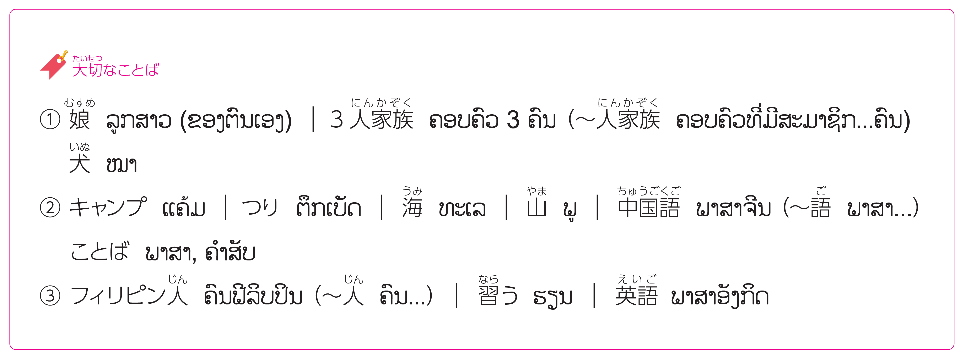 大切なことば
① 娘 ລູກສາວ (ຂອງຕົນເອງ) | 3人家族 ຄອບຄົວ 3 ຄົນ (～人家族 ຄອບຄົວທີ່ມີສະມາຊິກ...ຄົນ)
犬 ໝາ
② キャンプ ແຄ້ມ | つり ຕຶກເບັດ | 海 ທະເລ | 山 ພູ | 中国語 ພາສາຈີນ (～語 ພາສາ...)
ことば ພາສາ, ຄຳສັບ
③ フィリピン人 ຄົນຟີລິບປິນ (～人 ຄົນ...) | 習う ຮຽນ | 英語 ພາສາອັງກິດ